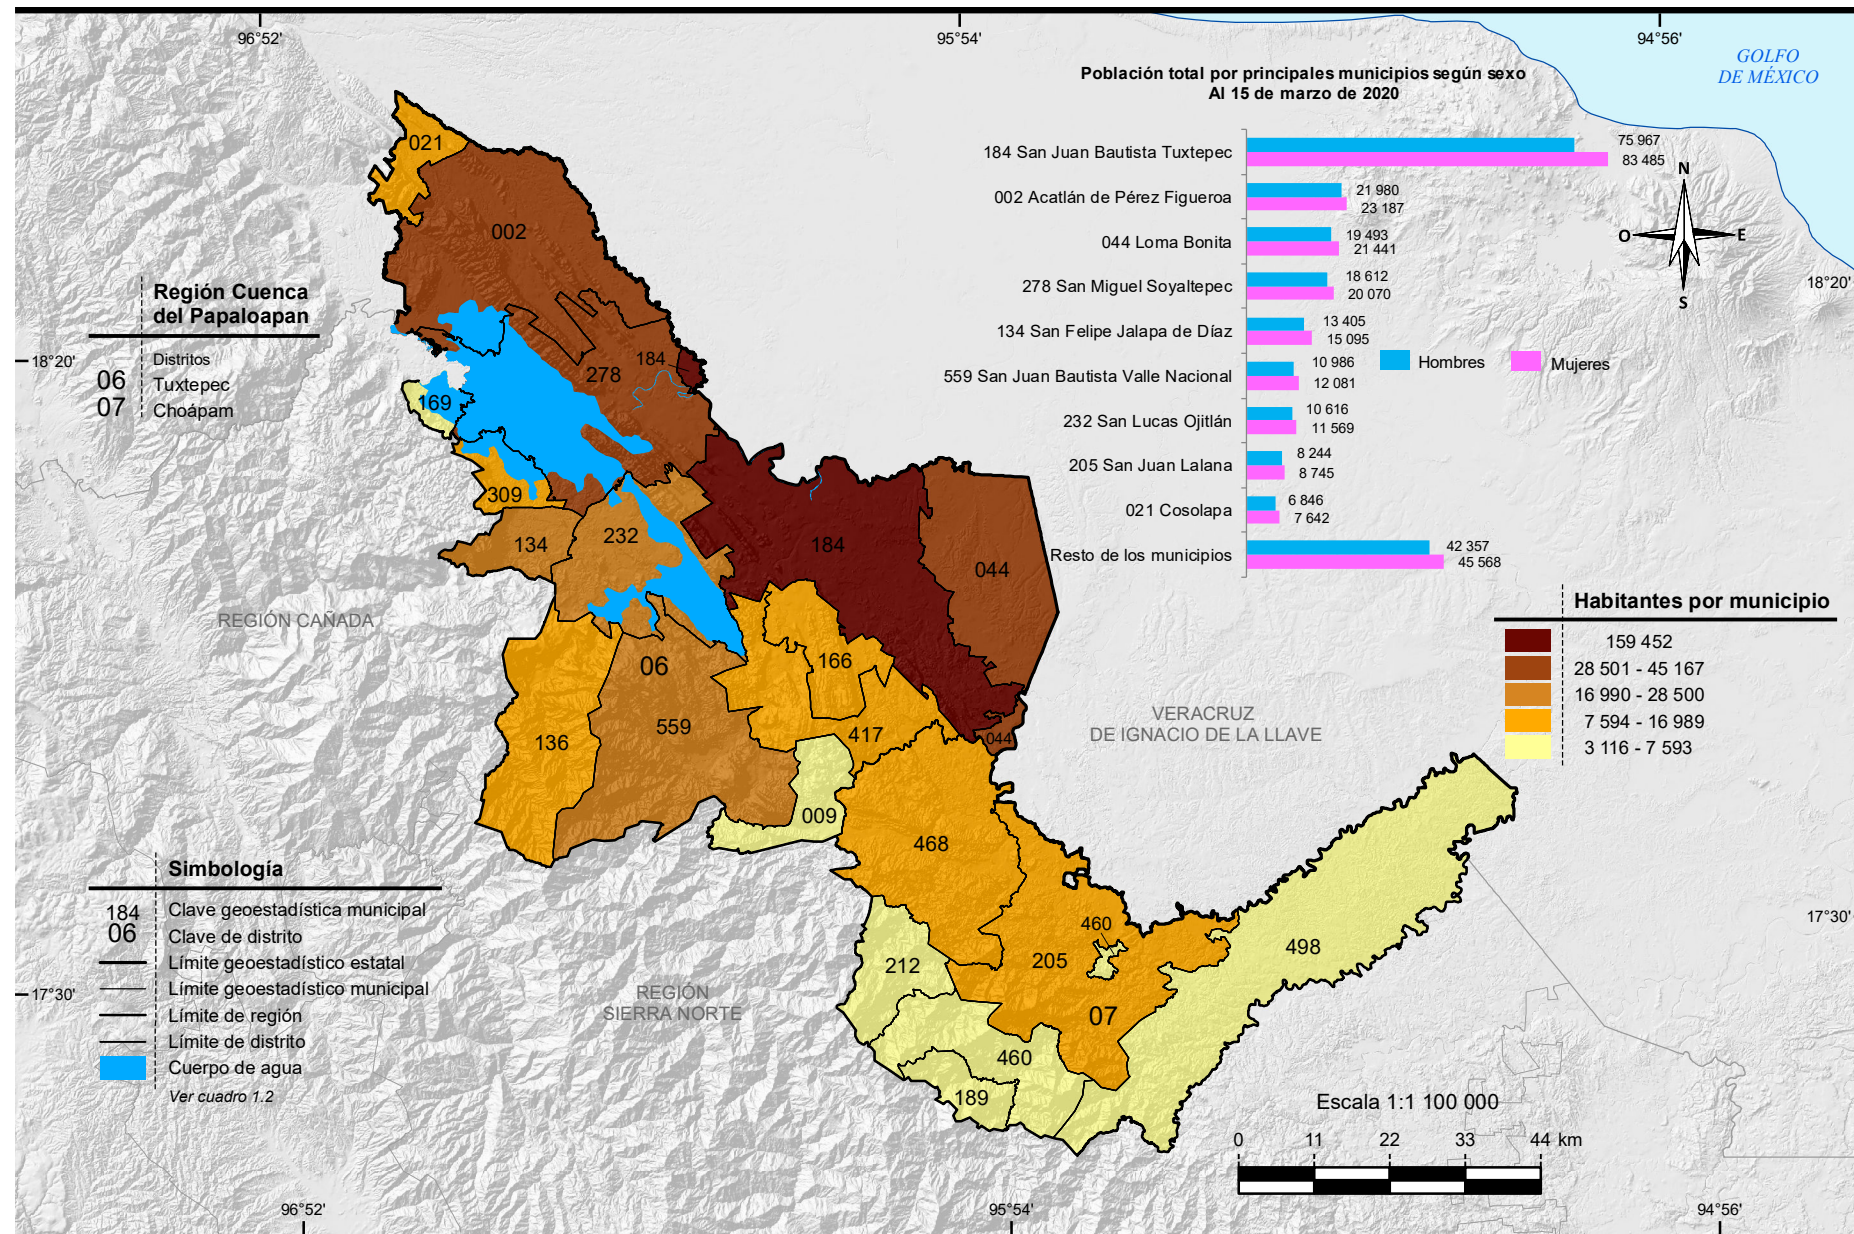 96°52'
95°54'
94°56'
GOLFO
DE MÉXICO
Población total por principales municipios según sexo
Al 15 de marzo de 2020
184 San Juan Bautista Tuxtepec
75 967
83 485
002 Acatlán de Pérez Figueroa
21 980
23 187
044 Loma Bonita
19 493
21 441
278 San Miguel Soyaltepec
18 612
20 070
134 San Felipe Jalapa de Díaz
13 405
15 095
559 San Juan Bautista Valle Nacional
10 986
12 081
232 San Lucas Ojitlán
10 616
11 569
205 San Juan Lalana
8 244
8 745
021 Cosolapa
6 846
7 642
Resto de los municipios
42 357
45 568
Hombres
Mujeres
N
O
E
S
18°20'
18°20'
Región Cuenca
del Papaloapan
Distritos
06 Tuxtepec
07 Choápam
021
002
184
278
169
309
134
232
184
044
166
06
136
559
417
044
009
468
460
498
212
205
07
460
189
REGIÓN CAÑADA
VERACRUZ
DE IGNACIO DE LA LLAVE
REGIÓN
SIERRA NORTE
Habitantes por municipio
159 452
28 501 - 45 167
16 990 - 28 500
7 594 - 16 989
3 116 - 7 593
Simbología
184 Clave geoestadística municipal
06 Clave de distrito
Límite geoestadístico estatal
Límite geoestadístico municipal
Límite de región
Límite de distrito
Cuerpo de agua
Ver cuadro 1.2
17°30'
17°30'
Escala 1:1 100 000
0 11 22 33 44 km
96°52'
95°54'
94°56'